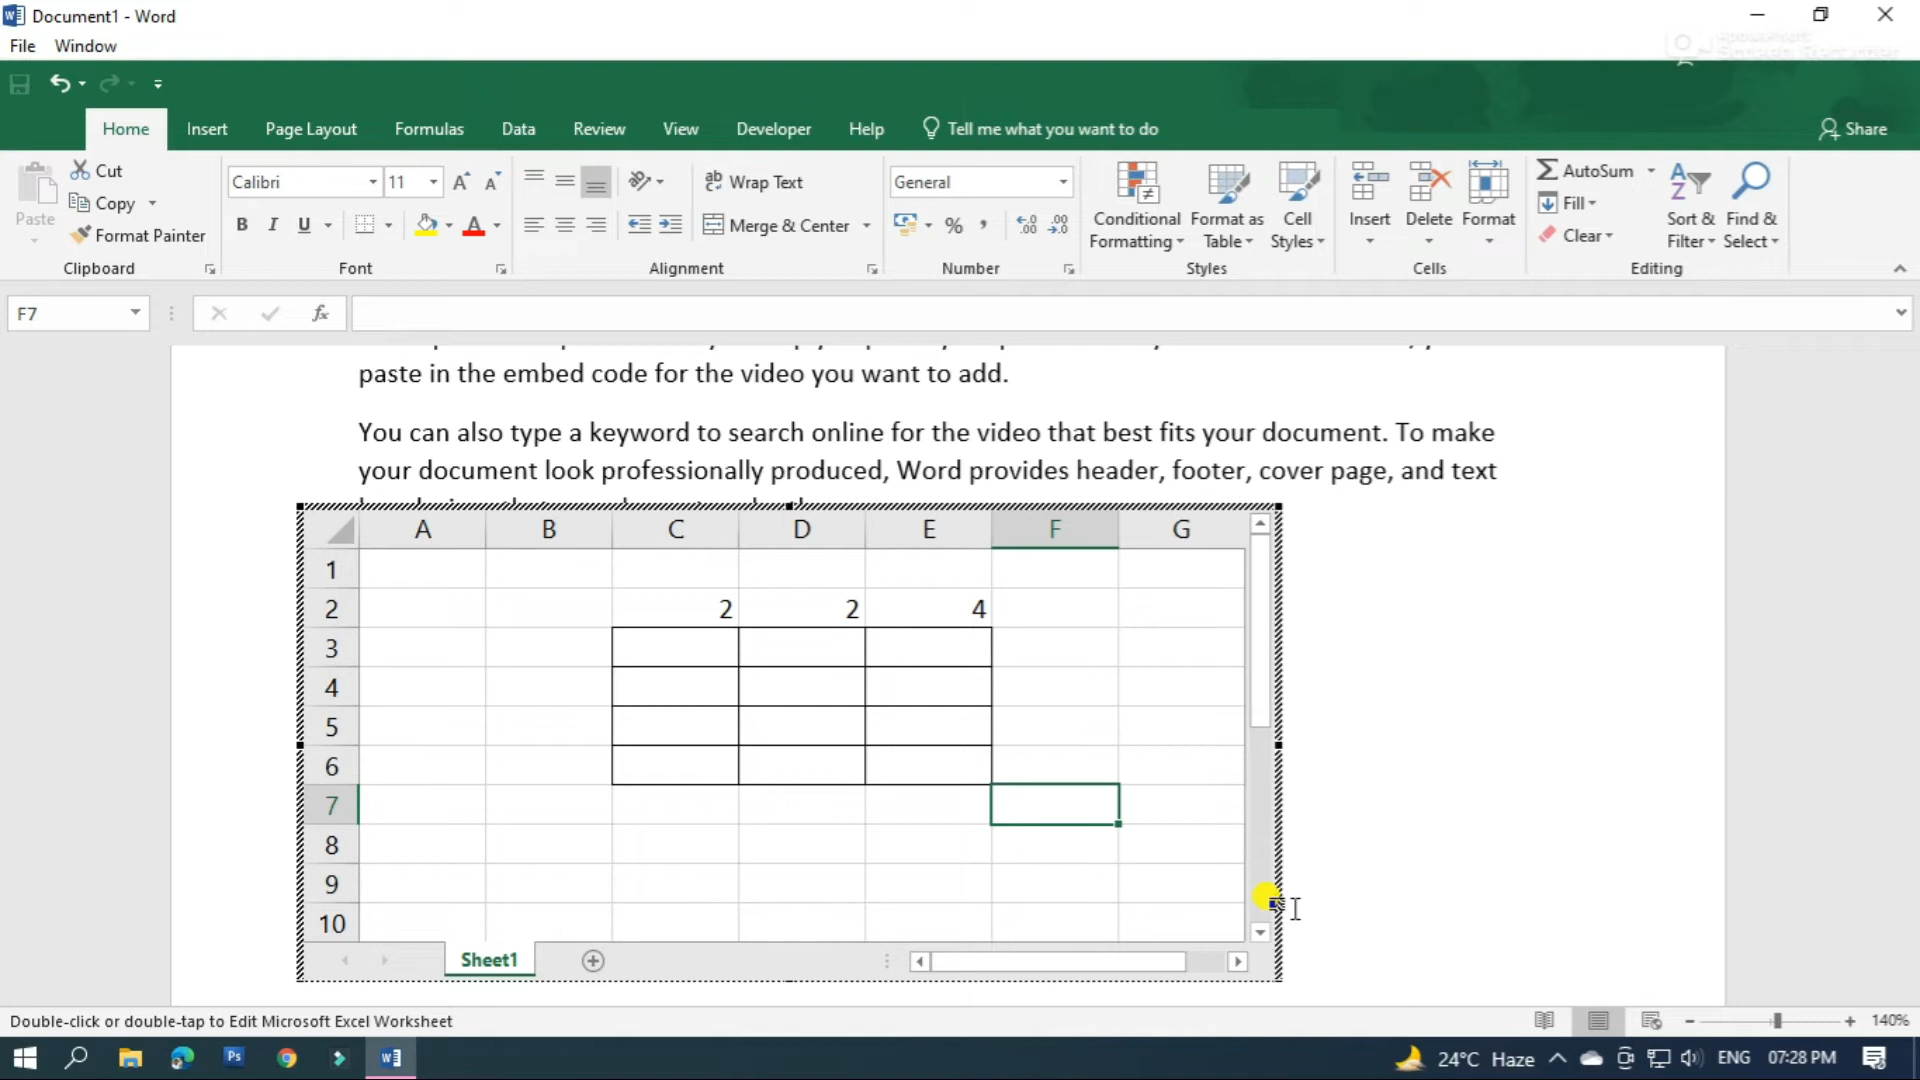 Document1 - Word
File Window
Home Insert Page Layout Formulas Data Review View Developer Help Tell me what you want to do Share
Paste Cut Copy Format Painter
Clipboard
Calibri 11
B I U A
Font
Wrap Text
Merge & Center
Alignment
General
% ,
Number
Conditional Formatting Format as Table Cell Styles
Styles
Insert Delete Format
Cells
AutoSum
Fill
Clear
Sort & Filter Find & Select
Editing
F7 fx
paste in the embed code for the video you want to add.
You can also type a keyword to search online for the video that best fits your document. To make
your document look professionally produced, Word provides header, footer, cover page, and text
A B C D E F G
1
2 2 2 4
3
4
5
6
7
8
9
10
Sheet1
Double-click or double-tap to Edit Microsoft Excel Worksheet
140%
24°C Haze ENG 07:28 PM